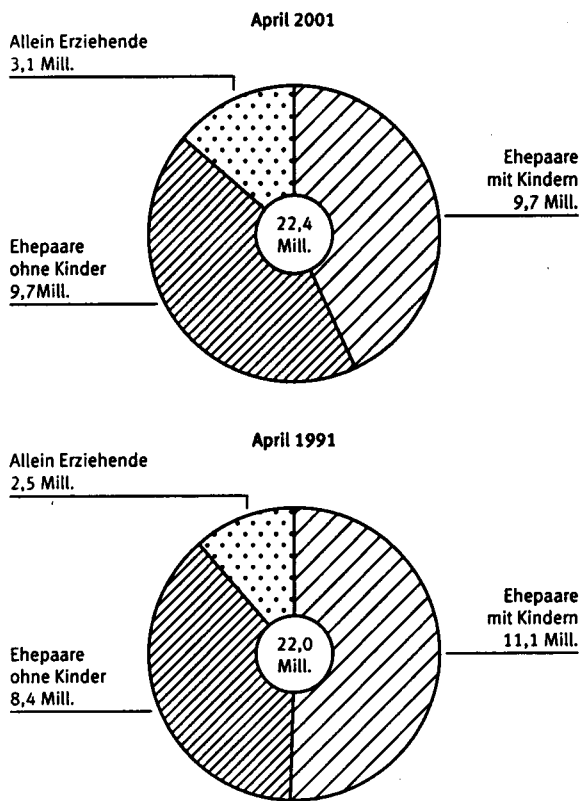 April 2001
Allein Erziehende
3,1 Mill.
Ehepaare
mit Kindern
9,7 Mill.
22,4
Mill.
Ehepaare
ohne Kinder
9,7Mill.
April 1991
Allein Erziehende
2,5 Mill.
Ehepaare
mit Kindern
11,1 Mill.
22,0
Mill.
Ehepaare
ohne Kinder
8,4 Mill.